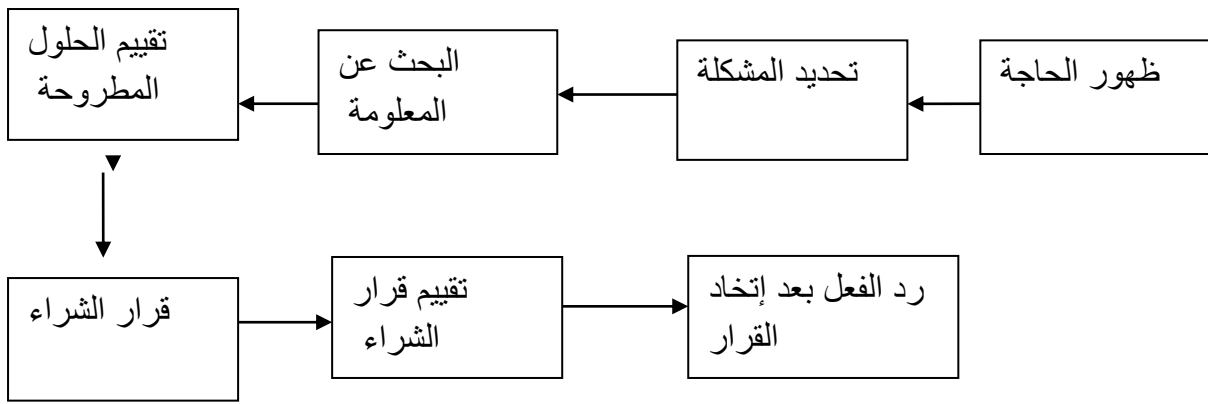 ظهور الحاجة
تحديد المشكلة
البحث عن
المعلومة
تقييم الحلول
المطروحة
قرار الشراء
تقييم قرار
الشراء
رد الفعل بعد إتخاد
القرار